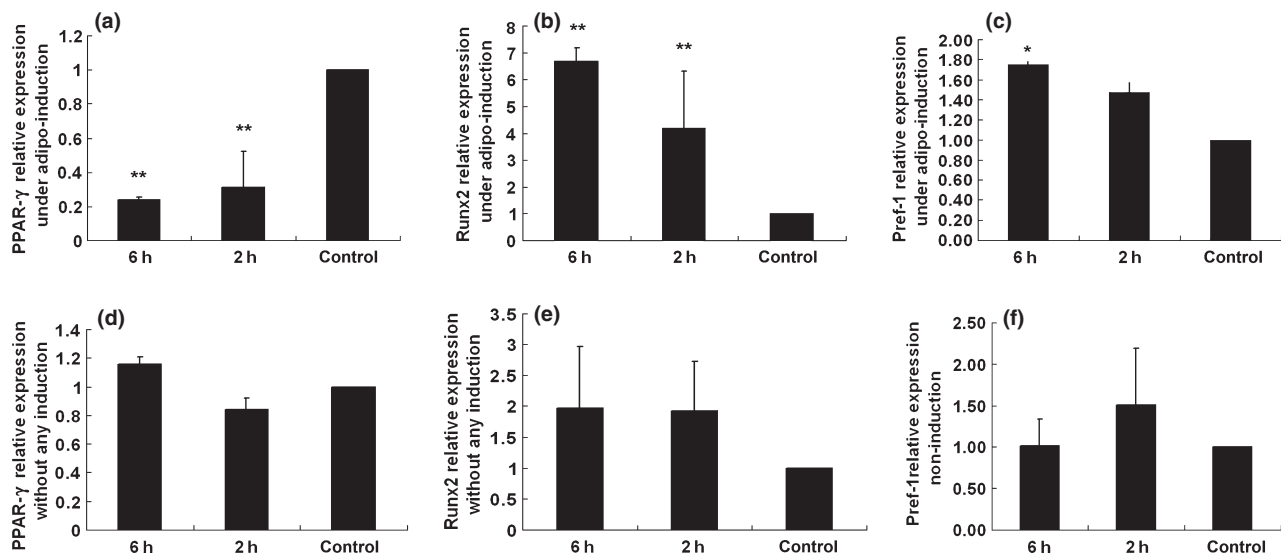 (a)
PPAR-γ relative expression
under adipo-induction
1.2
1
0.8
0.6
0.4
0.2
0
**
**
6 h
2 h
Control
(b)
Runx2 relative expression
under adipo-induction
8
7
6
5
4
3
2
1
0
**
**
6 h
2 h
Control
(c)
Pref-1 relative expression
under adipo-induction
2.00
1.80
1.60
1.40
1.20
1.00
0.80
0.60
0.40
0.20
0.00
*
6 h
2 h
Control
(d)
PPAR-γ relative expression
without any induction
1.4
1.2
1
0.8
0.6
0.4
0.2
0
6 h
2 h
Control
(e)
Runx2 relative expression
without any induction
3.5
3
2.5
2
1.5
1
0.5
0
6 h
2 h
Control
(f)
Pref-1relative expression
non-induction
2.50
2.00
1.50
1.00
0.50
0.00
6 h
2 h
Control